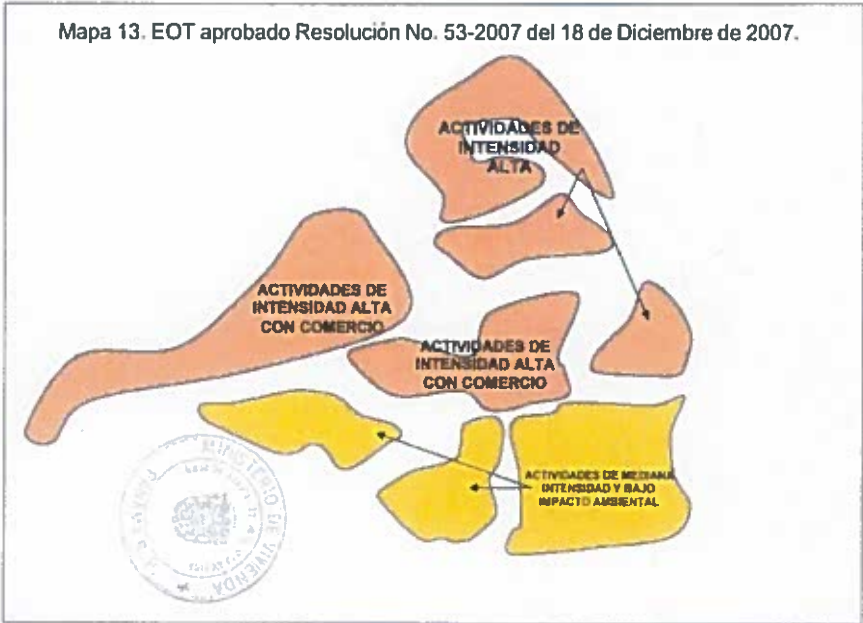 Mapa 13. EOT aprobado Resolución No. 53-2007 del 18 de Diciembre de 2007.
ACTIVIDADES DE
INTENSIDAD
ALTA
ACTIVIDADES DE
INTENSIDAD ALTA
CON COMERCIO
ACTIVIDADES DE
INTENSIDAD ALTA
CON COMERCIO
ACTIVIDADES DE MEDIANA
INTENSIDAD Y BAJO
IMPACTO AMBIENTAL
MINISTERIO DE VIVIENDA